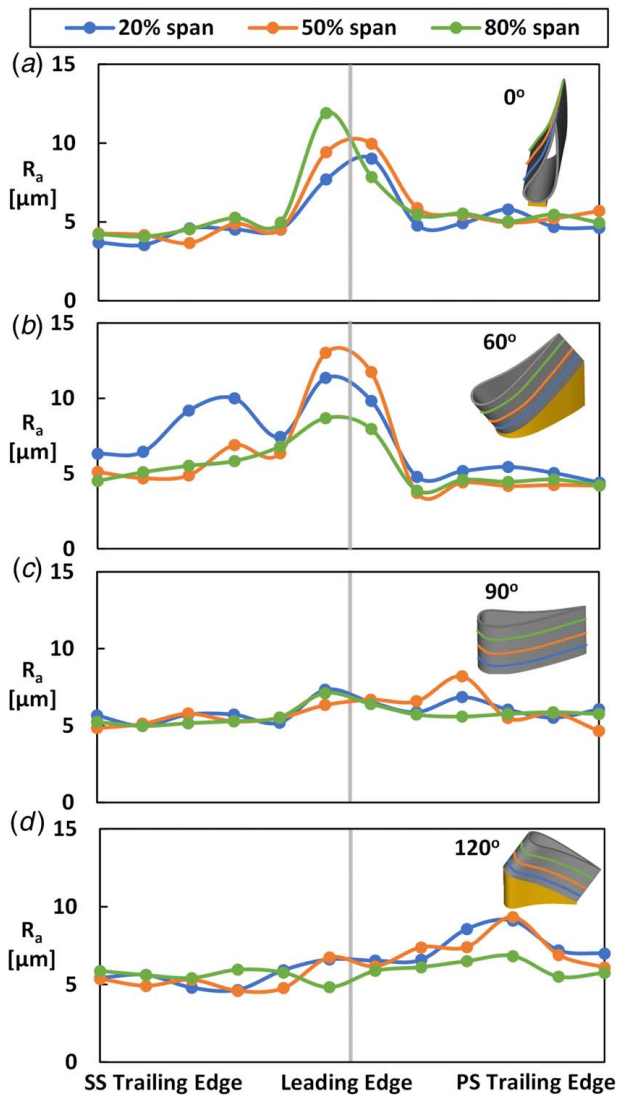 20% span 50% span 80% span
(a)
15
10
5
0
Rₐ
[µm]
0°
(b)
15
10
5
0
Rₐ
[µm]
60°
(c)
15
10
5
0
Rₐ
[µm]
90°
(d)
15
10
5
0
Rₐ
[µm]
120°
SS Trailing Edge Leading Edge PS Trailing Edge